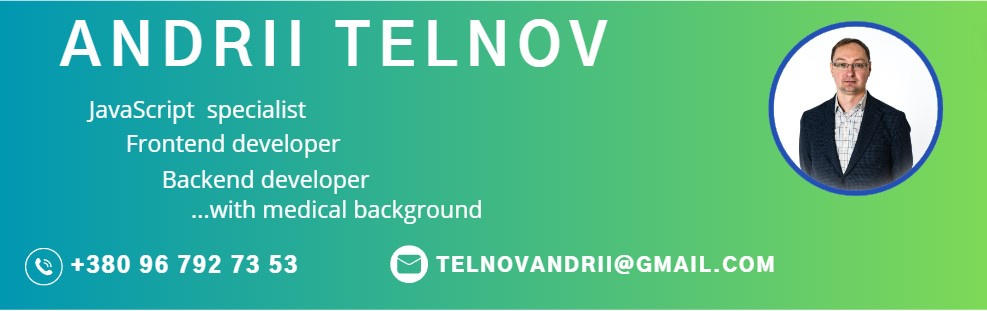 ANDRII TELNOV
JavaScript specialist
Frontend developer
Backend developer
...with medical background
+380 96 792 73 53
TELNOVANDRII@GMAIL.COM